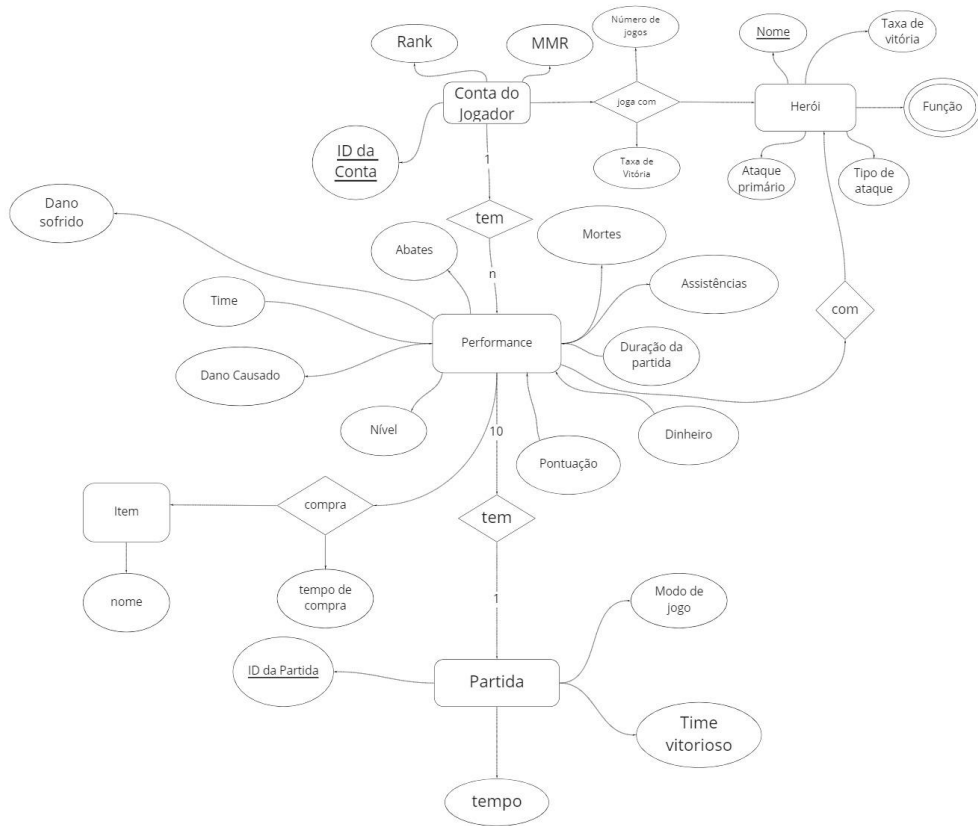 Rank
MMR
Número de
jogos
Nome
Taxa de
vitória
Conta do
Jogador
joga com
Herói
Função
ID da
Conta
1
Taxa de
Vitória
Ataque
primário
Tipo de
ataque
Dano
sofrido
tem
Abates
Mortes
n
Assistências
Time
com
Performance
Duração da
partida
Dano Causado
Nível
10
Dinheiro
Pontuação
Item
compra
tem
nome
tempo de
compra
1
Modo de
jogo
ID da Partida
Partida
Time
vitorioso
tempo